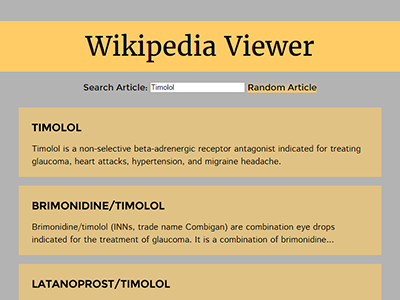 Wikipedia Viewer
Search Article: Timolol Random Article
TIMOLOL
Timolol is a non-selective beta-adrenergic receptor antagonist indicated for treating
glaucoma, heart attacks, hypertension, and migraine headache.
BRIMONIDINE/TIMOLOL
Brimonidine/timolol (INNs, trade name Combigan) are combination eye drops
indicated for the treatment of glaucoma. It is a combination of brimonidine...
LATANOPROST/TIMOLOL